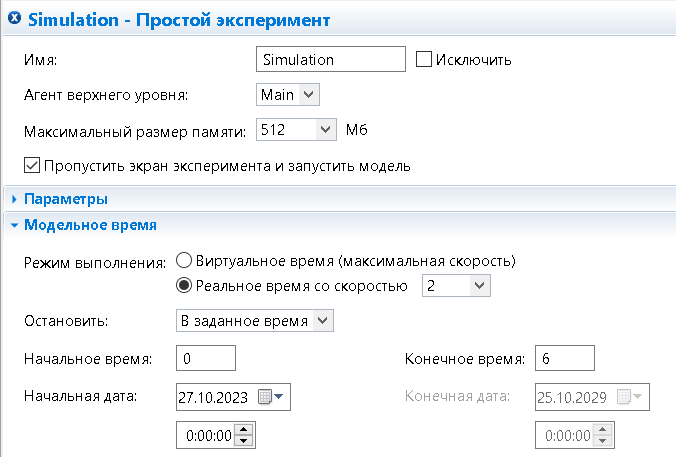 Simulation - Простой эксперимент
Имя: Simulation Исключить
Агент верхнего уровня: Main
Максимальный размер памяти: 512 Мб
Пропустить экран эксперимента и запустить модель
Параметры
Модельное время
Режим выполнения: Виртуальное время (максимальная скорость)
Реальное время со скоростью 2
Остановить: В заданное время
Начальное время: 0 Конечное время: 6
Начальная дата: 27.10.2023 Конечная дата: 25.10.2029
0:00:00 0:00:00